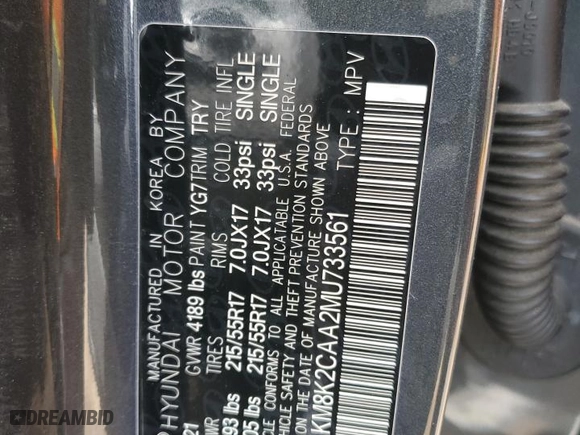 MANUFACTURED IN KOREA BY
HYUNDAI MOTOR COMPANY
21 GVWR 4189 lbs PAINT YG7 TRIM TRY
TIRES RIMS COLD TIRE INFL.
93 lbs 215/55R17 7.0JX17 33psi SINGLE
05 lbs 215/55R17 7.0JX17 33psi SINGLE
TO ALL APPLICABLE U.S.A. FEDERAL
SAFETY AND THEFT PREVENTION
STANDARDS IN EFFECT ON THE DATE OF MANUFACTURE SHOWN ABOVE
KM8K2CAA2MU733561 TYPE : MPV
DREAMBID